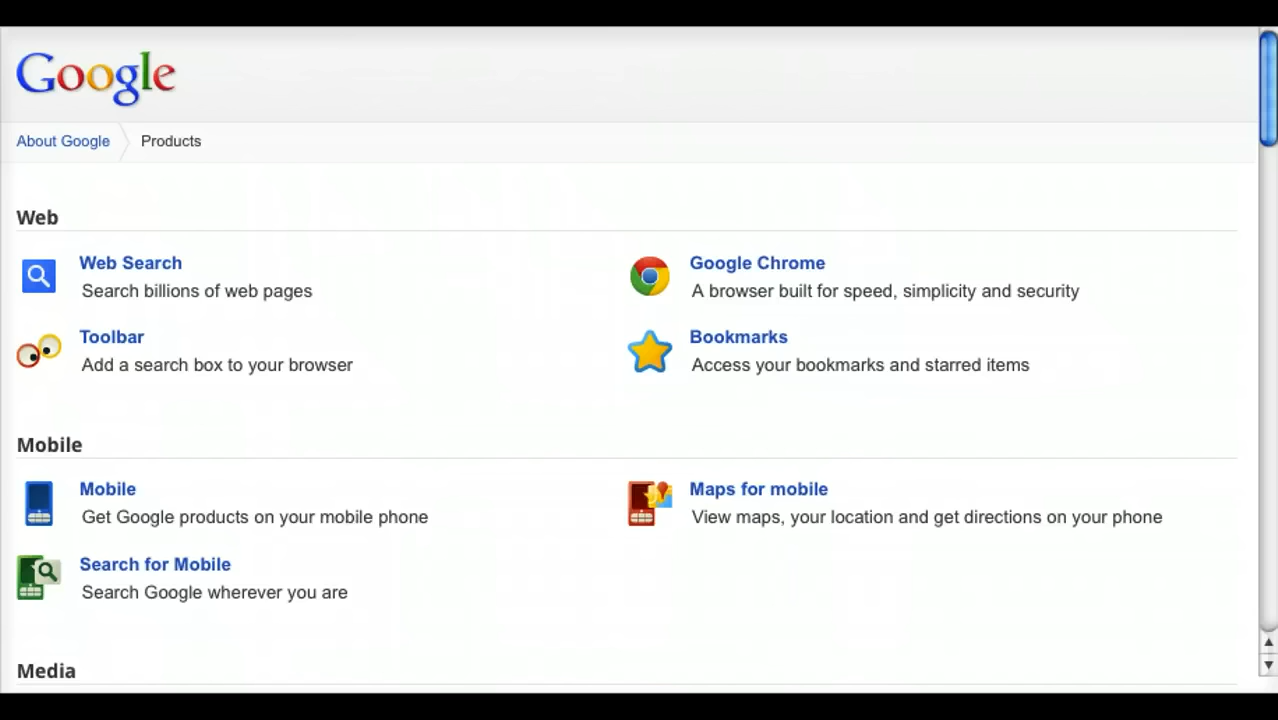 Google
About Google
Products
Web
Web Search
Search billions of web pages
Google Chrome
A browser built for speed, simplicity and security
Toolbar
Add a search box to your browser
Bookmarks
Access your bookmarks and starred items
Mobile
Mobile
Get Google products on your mobile phone
Maps for mobile
View maps, your location and get directions on your phone
Search for Mobile
Search Google wherever you are
Media